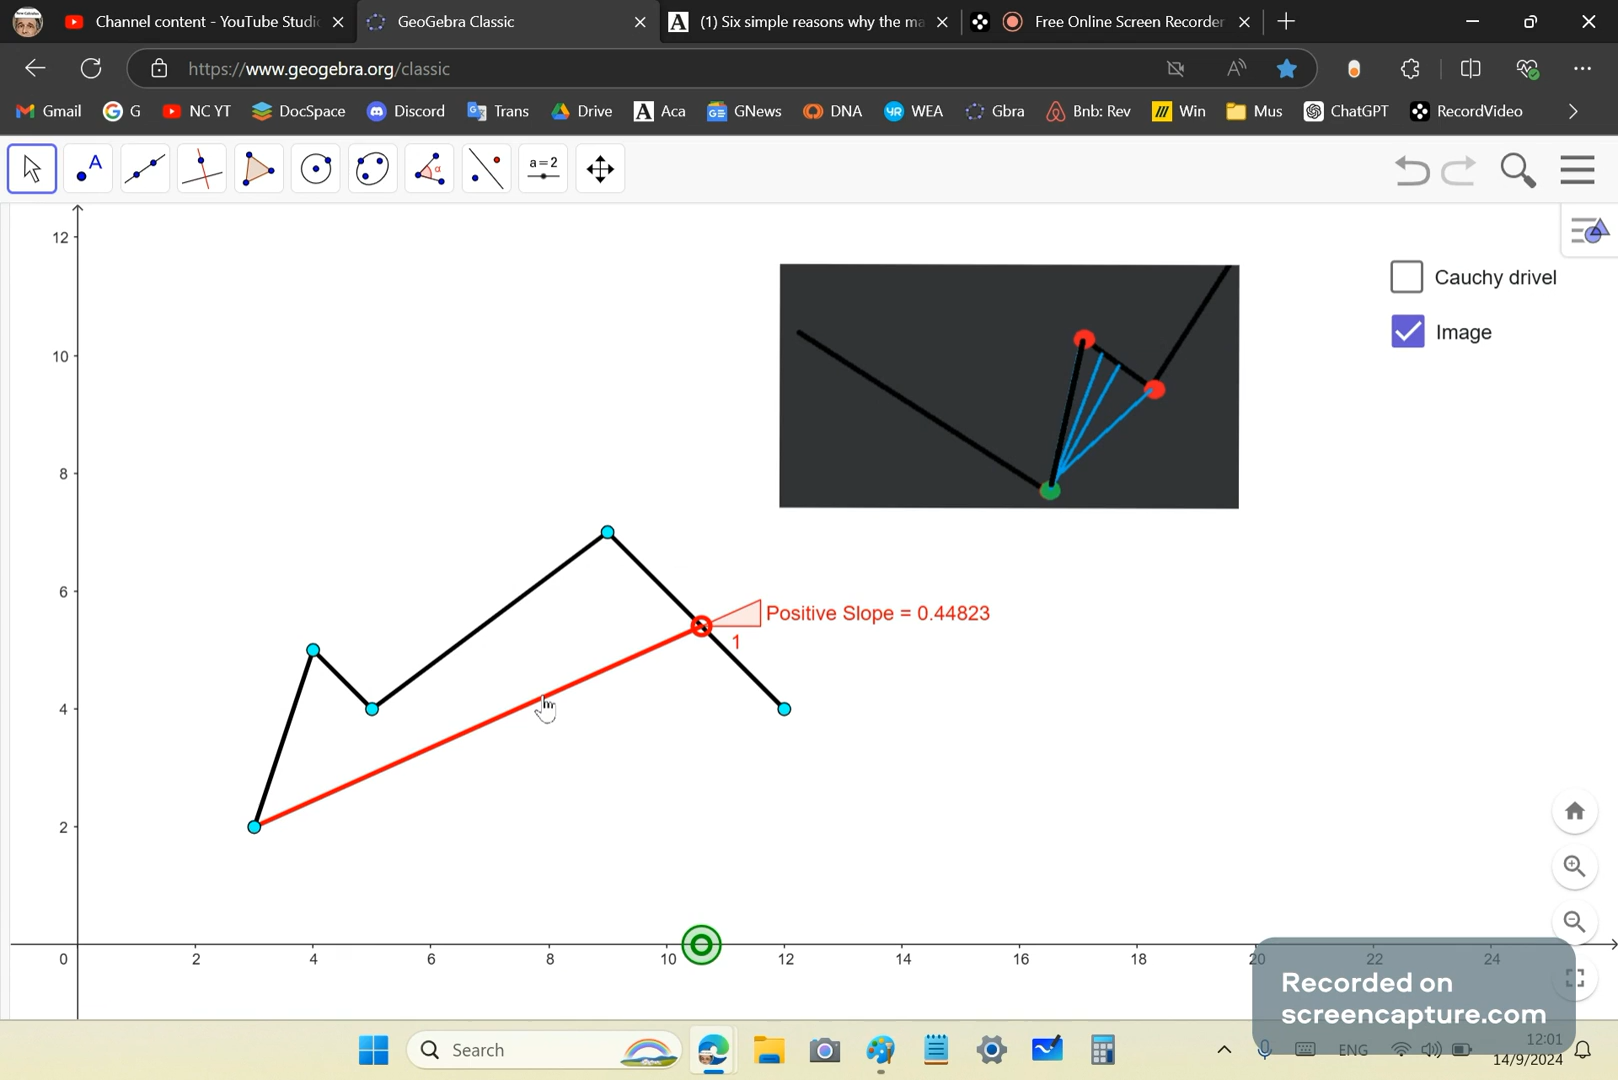 Channel content - YouTube Studi
GeoGebra Classic
(1) Six simple reasons why the ma
Free Online Screen Recorder
https://www.geogebra.org/classic
Gmail
G
NC YT
DocSpace
Discord
Trans
Drive
Aca
GNews
DNA
WEA
Gbra
Bnb: Rev
Win
Mus
ChatGPT
RecordVideo
A
α
a=2
Cauchy drivel
Image
12
10
8
6
4
2
Positive Slope = 0.44823
1
0
2
4
6
8
10
12
14
16
18
20
22
24
Recorded on
screencapture.com
Search
ENG
12:01
14/9/2024